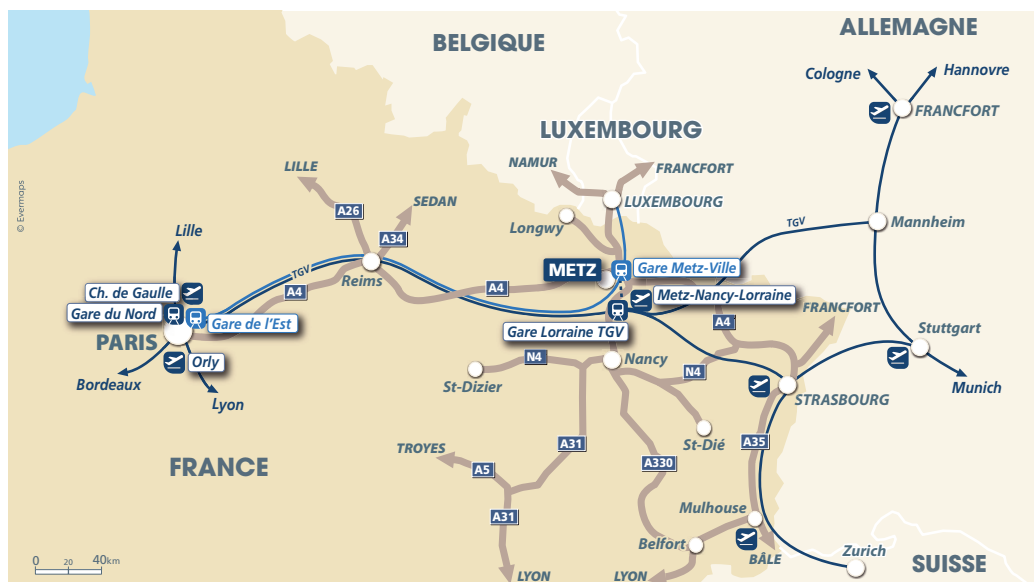 ALLEMAGNE
BELGIQUE
Cologne
Hannovre
FRANCFORT
LUXEMBOURG
NAMUR
FRANCFORT
LILLE
SEDAN
LUXEMBOURG
© Evermaps
A26
Longwy
TGV
Mannheim
Lille
A34
TGV
METZ
Gare Metz-Ville
Reims
Ch. de Gaulle
A4
A4
Metz-Nancy-Lorraine
Gare du Nord
Gare de l'Est
FRANCFORT
A4
Gare Lorraine TGV
Stuttgart
PARIS
Orly
N4
Nancy
N4
Bordeaux
St-Dizier
Munich
Lyon
STRASBOURG
St-Dié
A35
TROYES
A31
FRANCE
A5
A330
A31
Mulhouse
Belfort
BÂLE
Zurich
SUISSE
0 20 40km
LYON
LYON